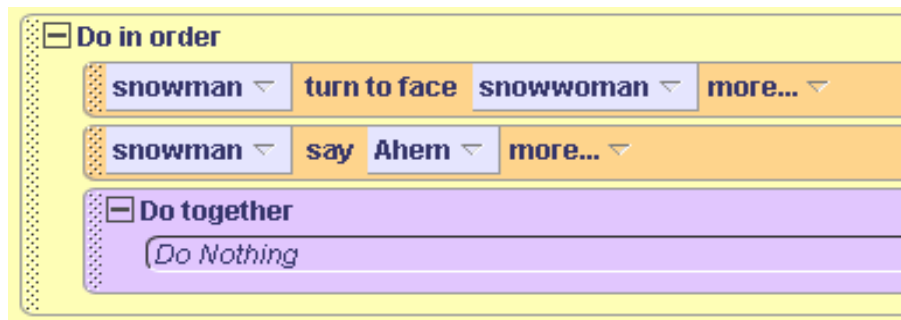 Do in order
snowman turn to face snowwoman more...
snowman say Ahem more...
Do together
Do Nothing